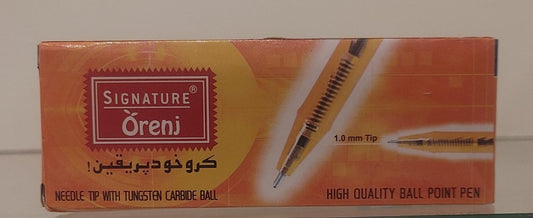 SIGNATURE®
Örenj
کرو خود پر یقین !
1.0 mm Tip
NEEDLE TIP WITH TUNGSTEN CARBIDE BALL
HIGH QUALITY BALL POINT PEN